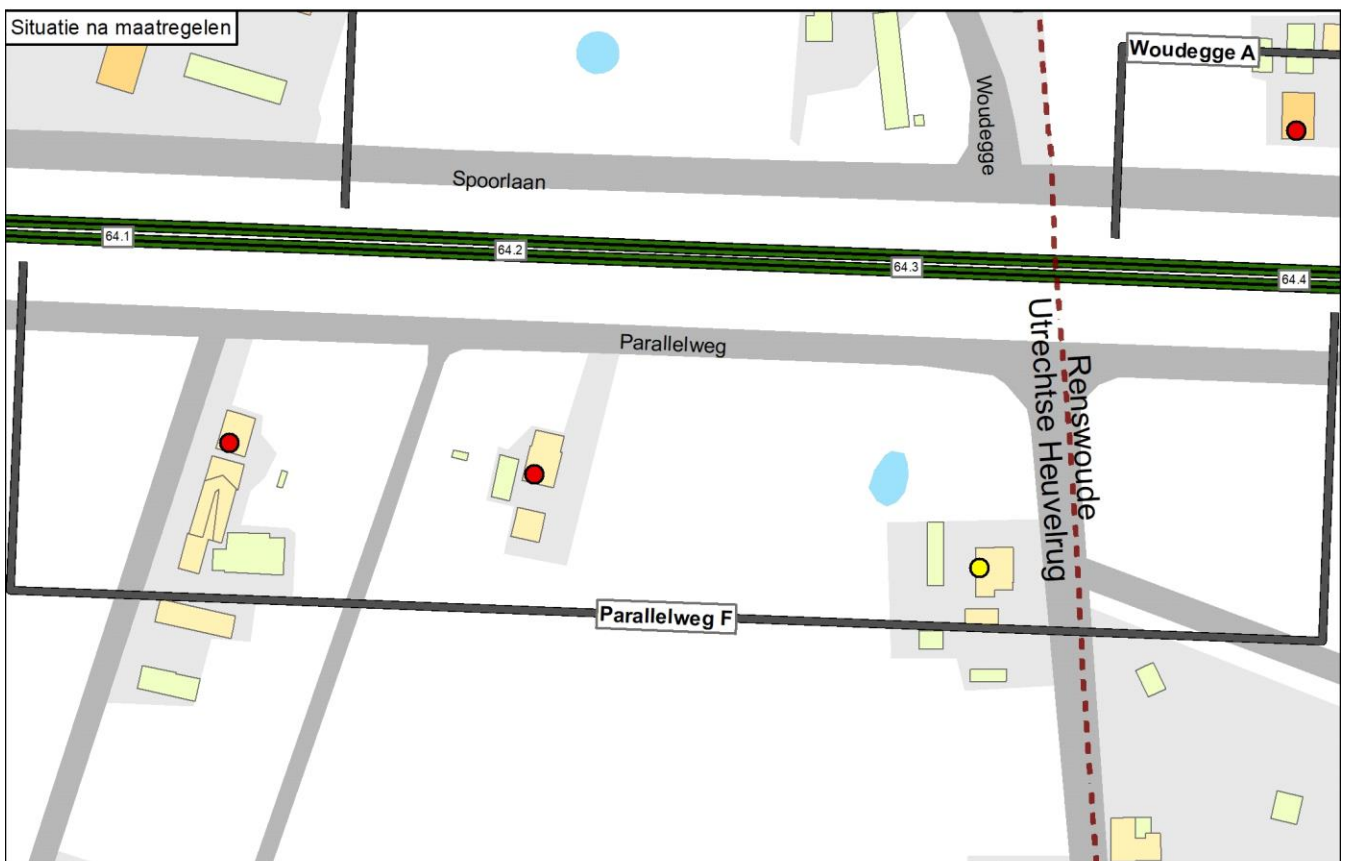 Situatie na maatregelen
Woudegge A
Woudegge
Spoorlaan
64.1
64.2
64.3
64.4
Parallelweg
Utrechtse Heuvelrug
Renswoude
Parallelweg F